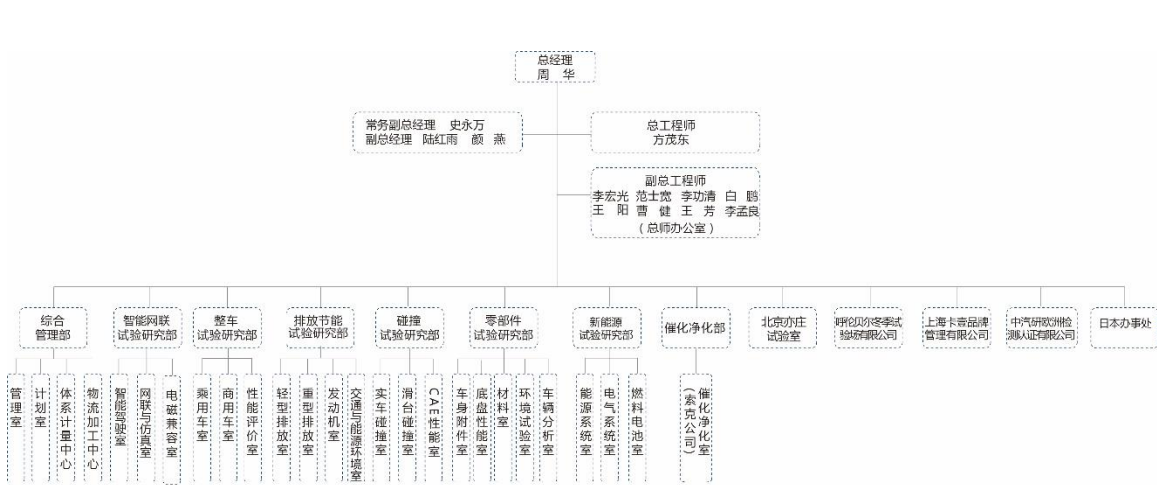 总经理
周 华
常务副总经理 史永万
副总经理 陆红雨 颜 燕
总工程师
方茂东
副总工程师
李宏光 范士宽 李功清 白 鹏
王 阳 曹 健 王 芳 李孟良
（总师办公室）
综合
管理部
智能网联
试验研究部
整车
试验研究部
排放节能
试验研究部
碰撞
试验研究部
零部件
试验研究部
新能源
试验研究部
催化净化部
北京亦庄
试验室
呼伦贝尔冬季试
验场有限公司
上海卡壹品牌
管理有限公司
中汽研欧洲检
测认证有限公司
日本办事处
管理室
计划室
体系计量中心
物流加工中心
智能驾驶室
网联与仿真室
电磁兼容室
乘用车室
商用车室
性能评价室
轻型排放室
重型排放室
发动机室
交通与能源环境室
实车碰撞室
滑台碰撞室
CAE性能室
车身附件室
底盘性能室
材料室
环境试验室
车辆分析室
能源系统室
电气系统室
燃料电池室
催化净化室
（索克公司）